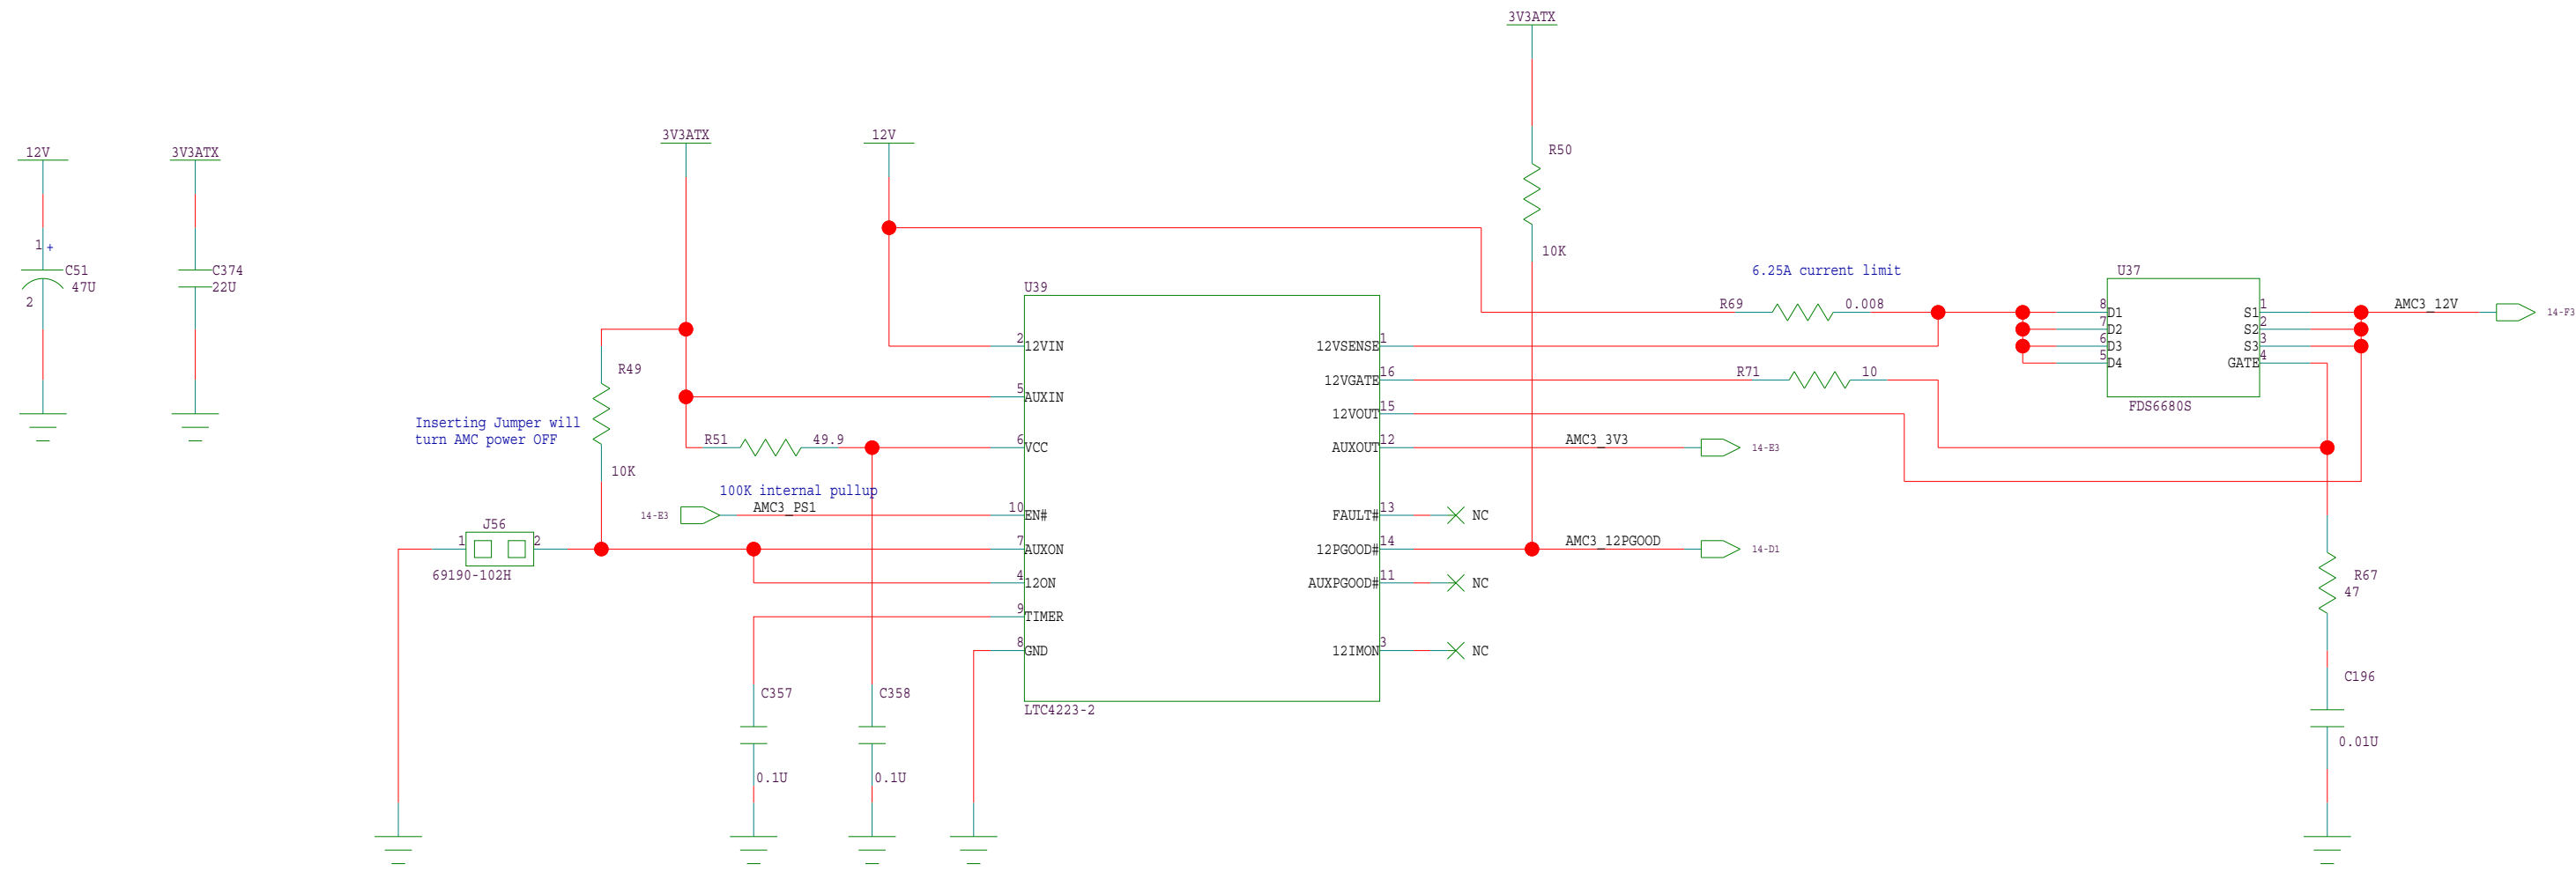 3V3ATX
3V3ATX
12V
12V
3V3ATX
R50
10K
1
+
C51
47U
2
C374
22U
6.25A current limit
R69
0.008
U37
8
D1
7
D2
6
D3
5
D4
S1
1
S2
2
S3
3
GATE
4
FDS6680S
AMC3_12V
14-F3
U39
2
12VIN
12VSENSE
1
R49
10K
12VGATE
16
R71
10
5
AUXIN
12VOUT
15
Inserting Jumper will
turn AMC power OFF
R51
49.9
6
VCC
AUXOUT
12
AMC3_3V3
14-E3
100K internal pullup
14-E3
AMC3_PS1
10
EN#
FAULT#
13
NC
J56
1
2
69190-102H
7
AUXON
12PGOOD#
14
AMC3_12PGOOD
14-D1
4
12ON
AUXPGOOD#
11
NC
R67
47
9
TIMER
8
GND
12IMON
3
NC
C357
0.1U
C358
0.1U
LTC4223-2
C196
0.01U